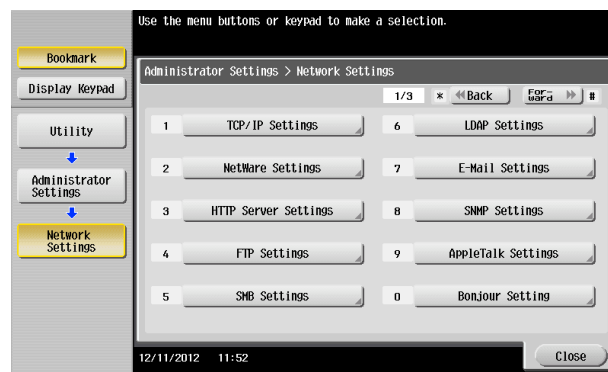 Use the menu buttons or keypad to make a selection.
Bookmark
Display Keypad
Utility
Administrator
Settings
Network
Settings
Administrator Settings > Network Settings
1/3 * Back For-
ward #
1 TCP/IP Settings
2 NetWare Settings
3 HTTP Server Settings
4 FTP Settings
5 SMB Settings
6 LDAP Settings
7 E-Mail Settings
8 SNMP Settings
9 AppleTalk Settings
0 Bonjour Setting
12/11/2012 11:52
Close